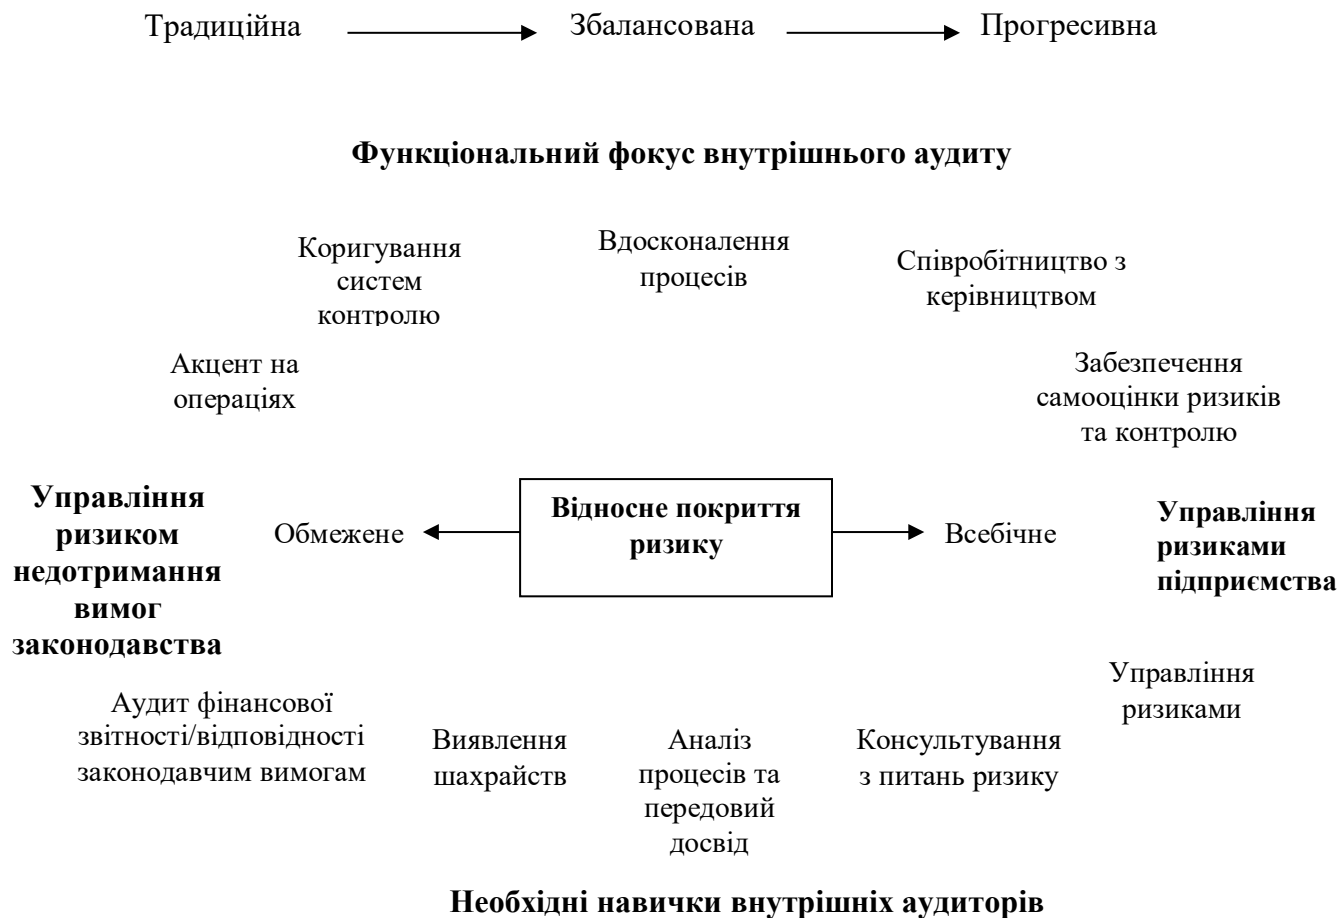 Традиційна
Збалансована
Прогресивна
Функціональний фокус внутрішнього аудиту
Коригування
систем
контролю
Вдосконалення
процесів
Співробітництво з
керівництвом
Акцент на
операціях
Забезпечення
самооцінки ризиків
та контролю
Управління
ризиком
недотримання
вимог
законодавства
Обмежене
Відносне покриття
ризику
Всебічне
Управління
ризиками
підприємства
Аудит фінансової
звітності/відповідності
законодавчим вимогам
Виявлення
шахрайств
Аналіз
процесів та
передовий
досвід
Консультування
з питань ризику
Управління
ризиками
Необхідні навички внутрішніх аудиторів